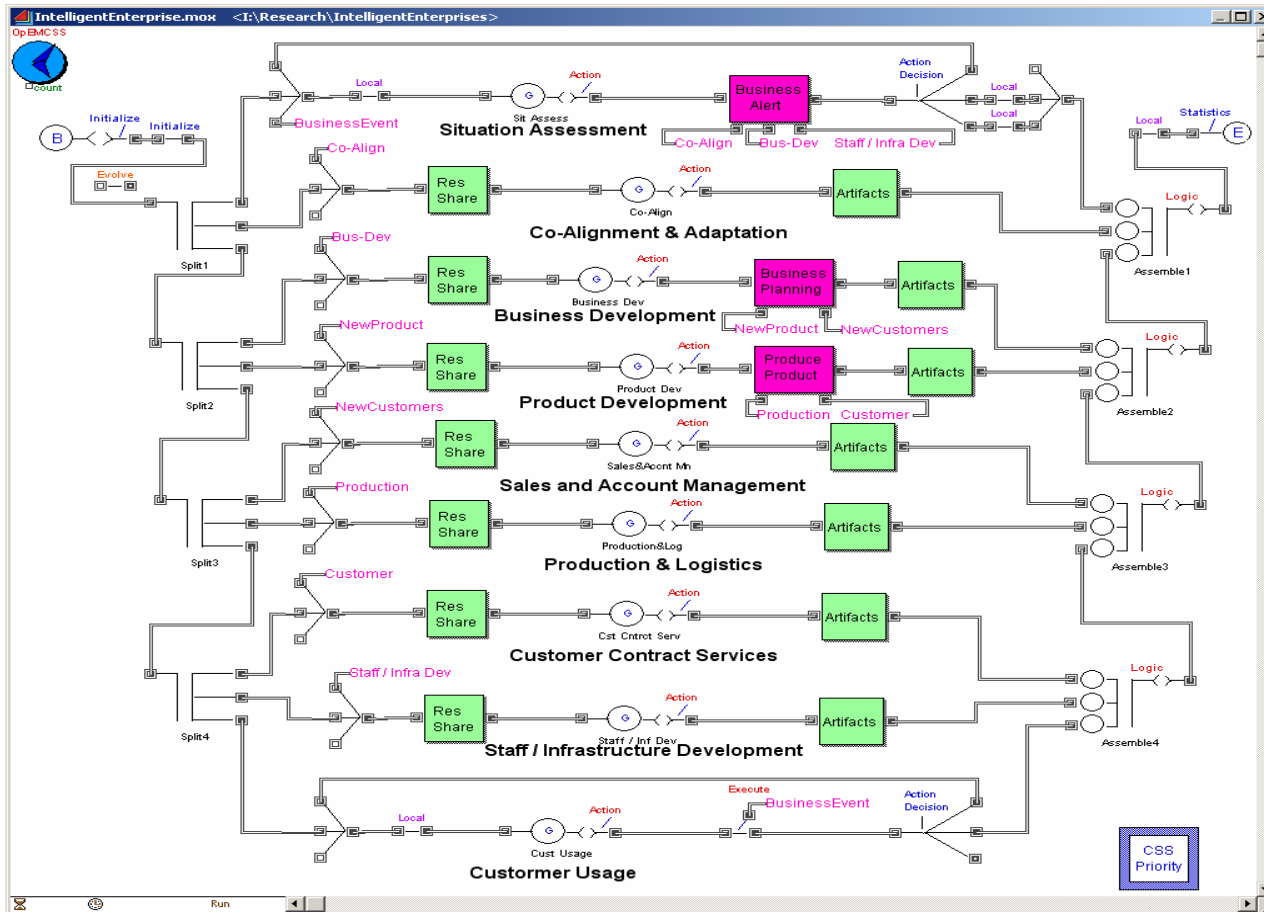 IntelligentEnterprise.mox <I:\Research\IntelligentEnterprises>
OpEMCSS
count
Action
Decision
Local
Action
Business
Alert
Local
Local
Sit Assess
Situation Assessment
BusinessEvent
B
Initialize
Initialize
G
Statistics
Local
E
Co-Align
Bus-Dev
Staff / Infra Dev
Co-Align
Evolve
Res
Share
G
Action
Co-Align
Artifacts
Logic
Co-Alignment & Adaptation
Split1
Assemble1
Bus-Dev
Res
Share
G
Action
Business Dev
Business
Planning
Artifacts
Business Development
NewProduct
NewCustomers
NewProduct
Logic
Res
Share
G
Action
Product Dev
Produce
Product
Artifacts
Product Development
Split2
Assemble2
Production
Customer
NewCustomers
Res
Share
Action
G
Sales&Accnt Mn
Artifacts
Sales and Account Management
Production
Logic
Res
Share
G
Action
Production&Log
Artifacts
Production & Logistics
Split3
Assemble3
Customer
Res
Share
G
Action
Cst Cntrct Serv
Artifacts
Customer Contract Services
Staff / Infra Dev
Logic
Res
Share
G
Action
Staff / Inf Dev
Artifacts
Staff / Infrastructure Development
Split4
Assemble4
Execute
BusinessEvent
Action
Decision
Local
G
Action
Cust Usage
Custormer Usage
CSS
Priority
Run